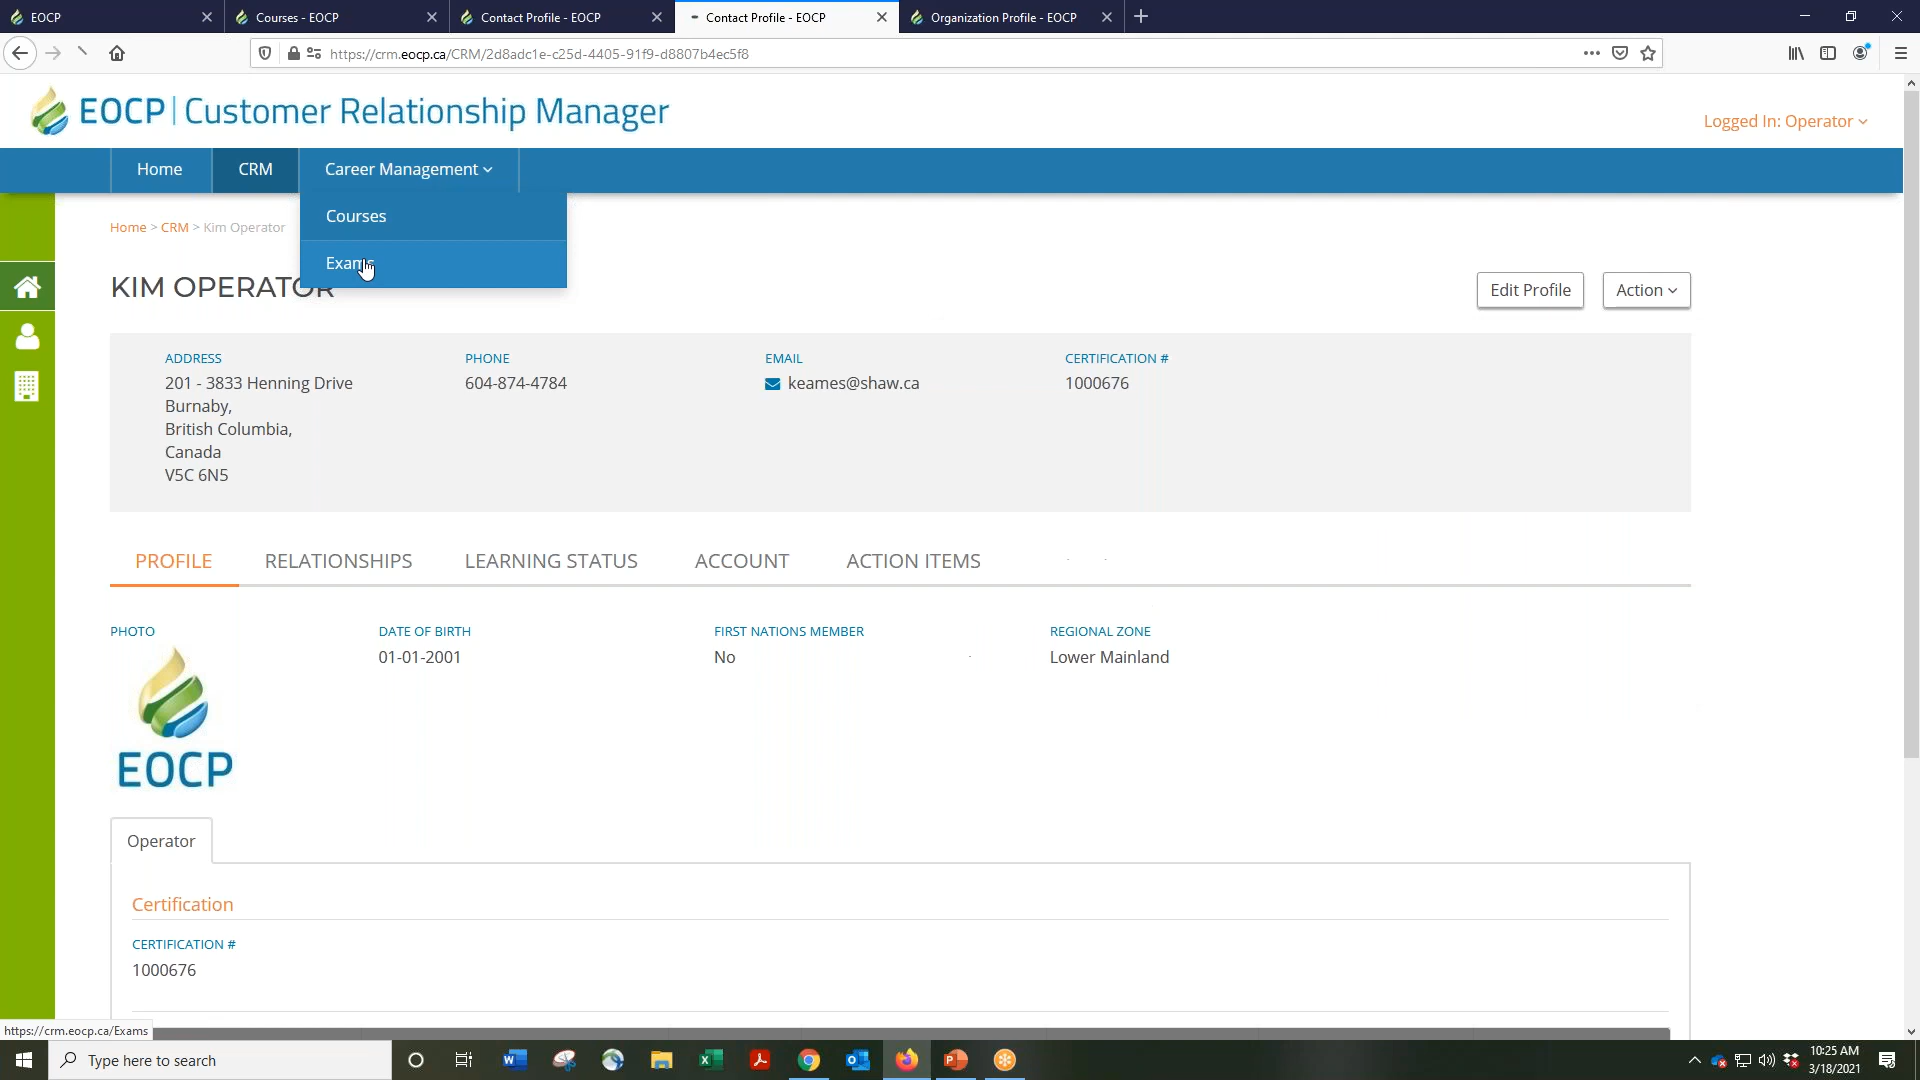 EOCP
Courses - EOCP
Contact Profile - EOCP
Contact Profile - EOCP
Organization Profile - EOCP
https://crm.eocp.ca/CRM/2d8adc1e-c25d-4405-91f9-d8807b4ec5f8
EOCP | Customer Relationship Manager
Logged In: Operator
Home
CRM
Career Management
Courses
Exams
Home > CRM > Kim Operator
KIM OPERATOR
Edit Profile
Action
ADDRESS
PHONE
EMAIL
CERTIFICATION #
201 - 3833 Henning Drive
604-874-4784
keames@shaw.ca
1000676
Burnaby,
British Columbia,
Canada
V5C 6N5
PROFILE
RELATIONSHIPS
LEARNING STATUS
ACCOUNT
ACTION ITEMS
PHOTO
DATE OF BIRTH
FIRST NATIONS MEMBER
REGIONAL ZONE
01-01-2001
No
Lower Mainland
EOCP
Operator
Certification
CERTIFICATION #
1000676
https://crm.eocp.ca/Exams
Type here to search
10:25 AM
3/18/2021